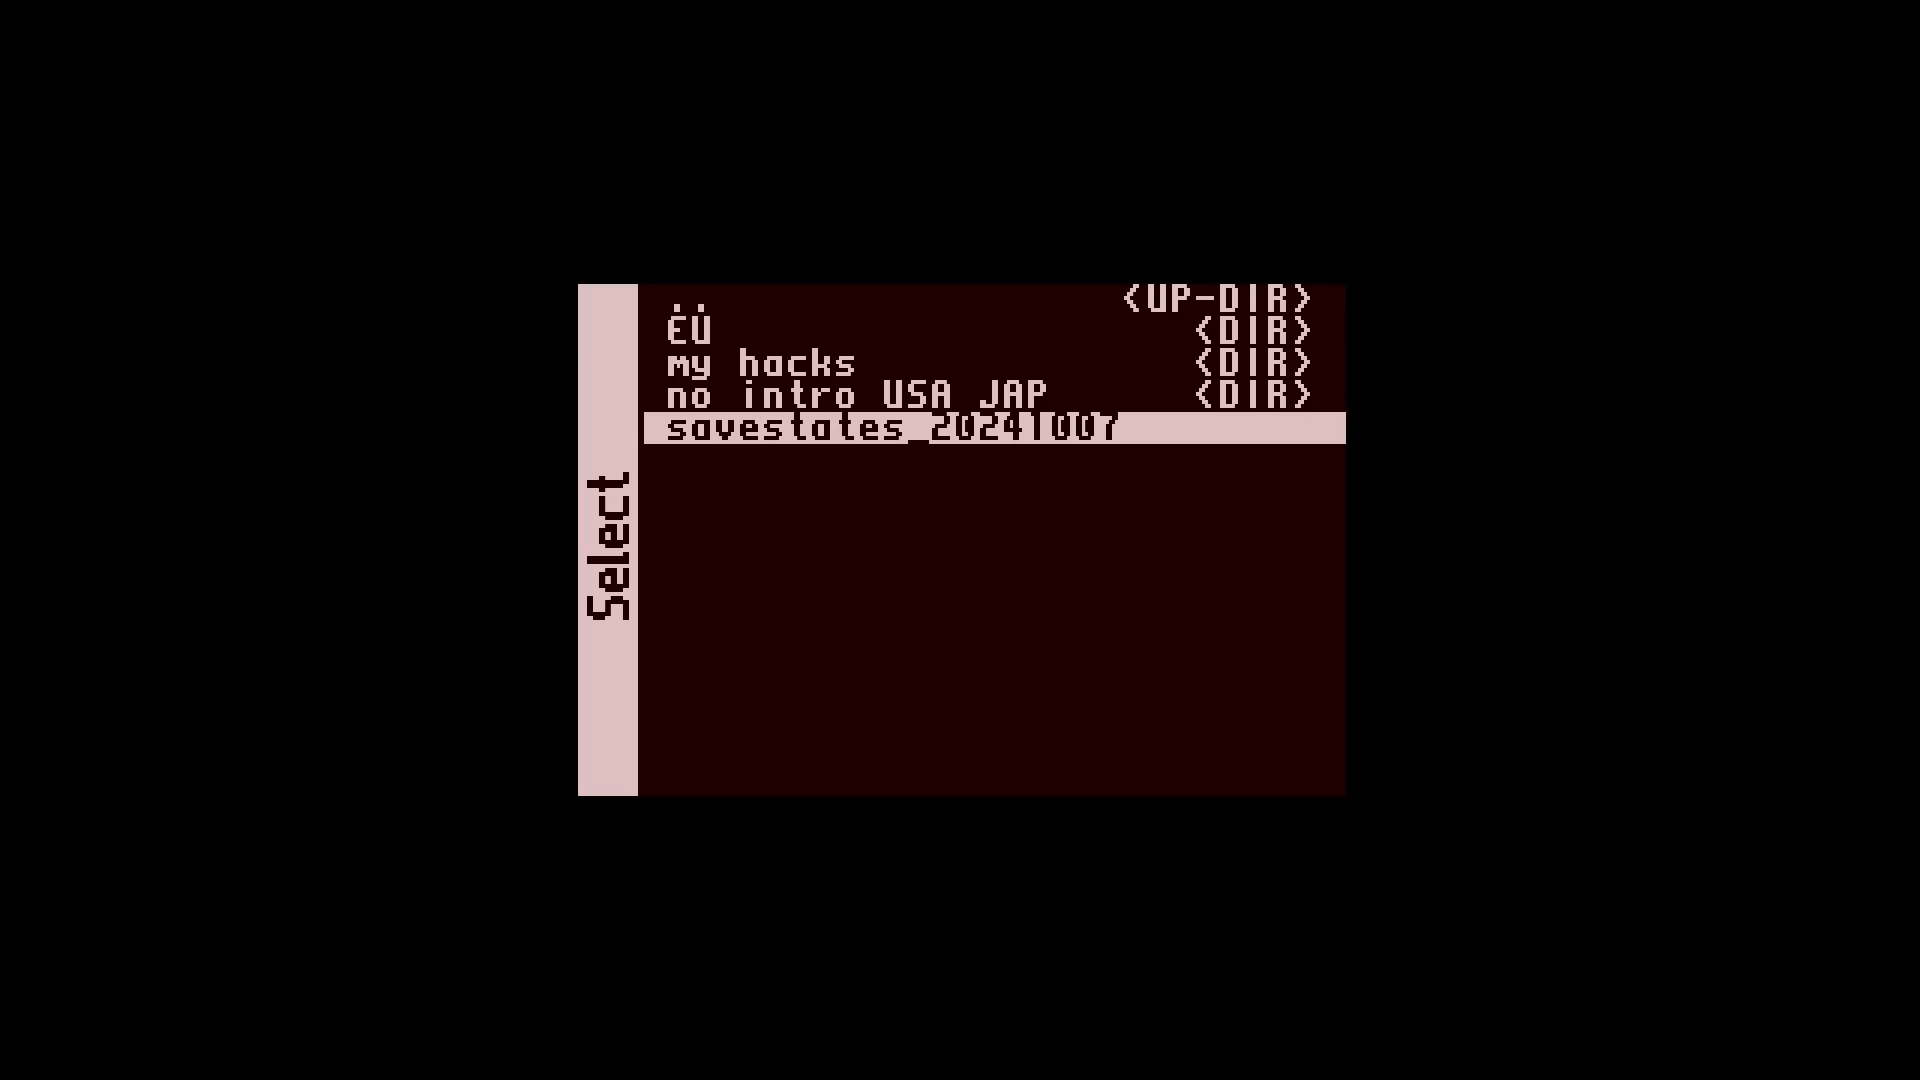 .. <UP-DIR>
EU <DIR>
my hacks <DIR>
no intro USA JAP <DIR>
savestates_20241007
Select